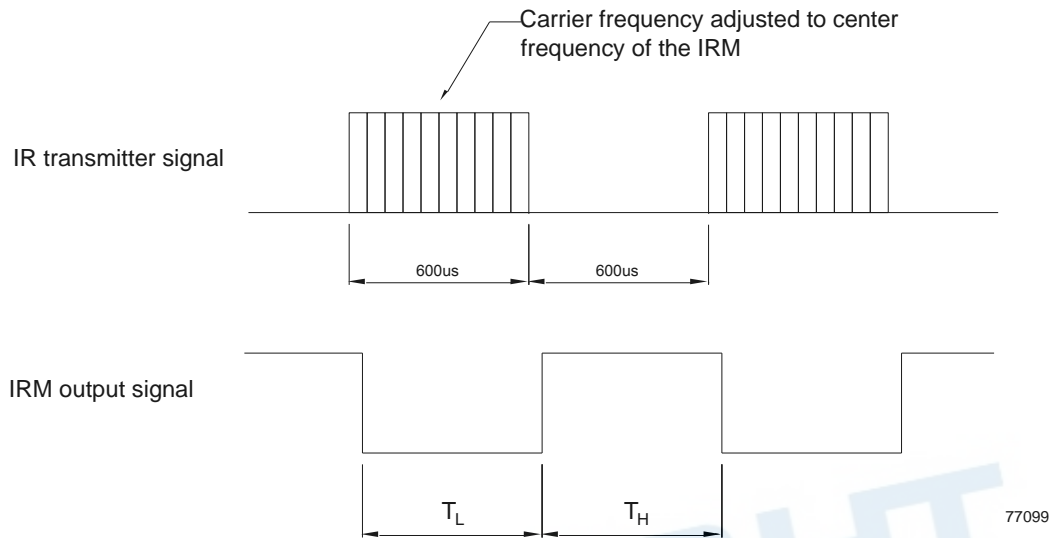 Carrier frequency adjusted to center
frequency of the IRM
IR transmitter signal
600us
600us
IRM output signal
TL
TH
77099